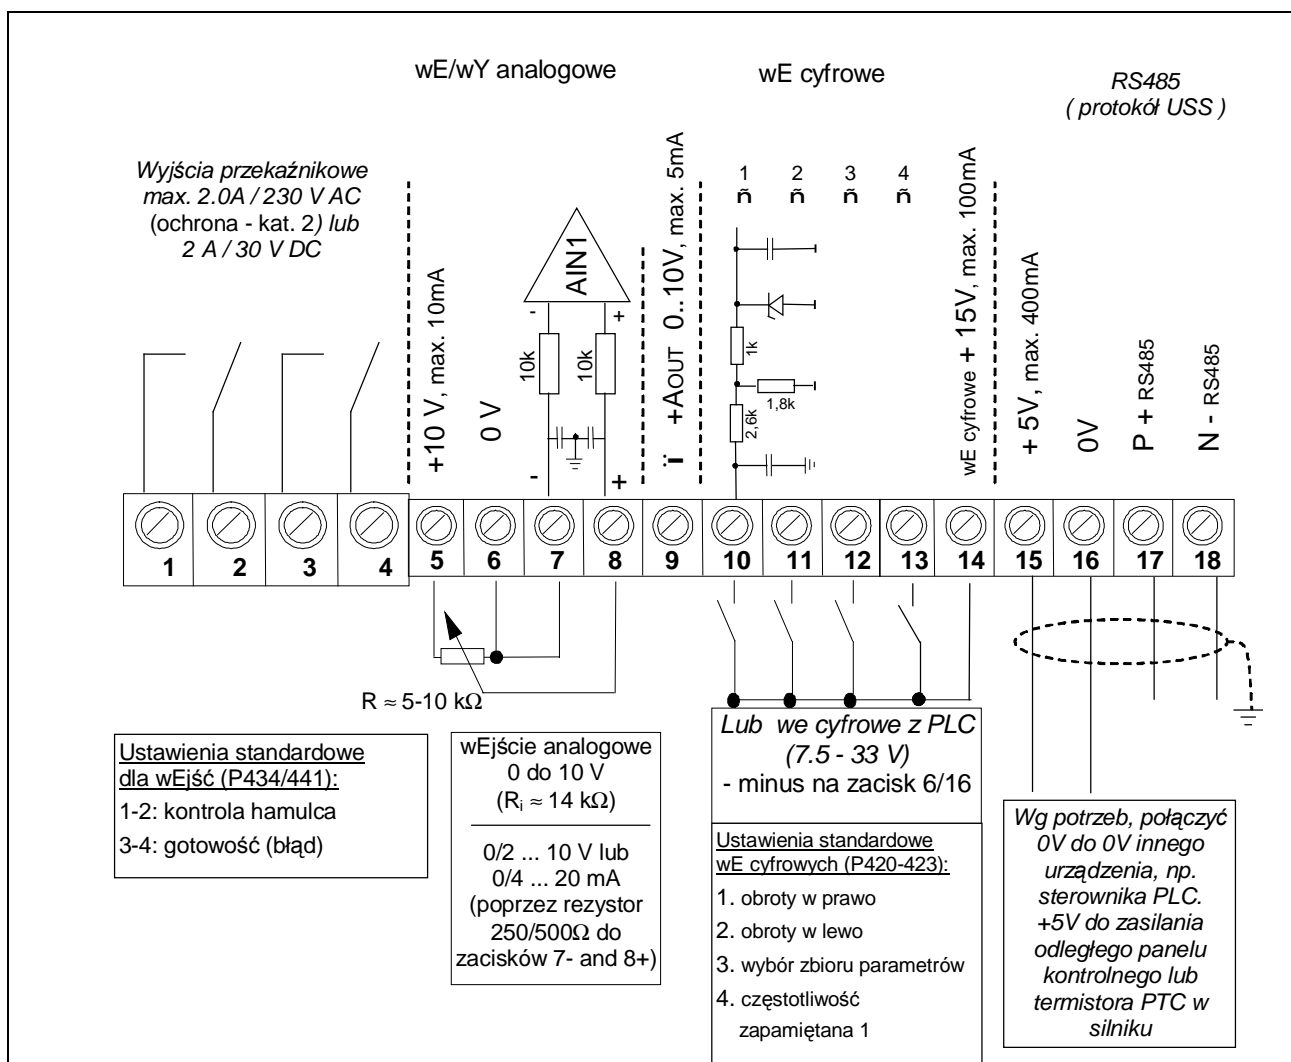 wE/wY analogowe
wE cyfrowe
RS485
( protokół USS )
Wyjścia przekaźnikowe
max. 2.0A / 230 V AC
(ochrona - kat. 2) lub
2 A / 30 V DC
+10 V, max. 10mA
0 V
AIN1
- +
10k
10k
- +
ï +AOUT 0..10V, max. 5mA
1 2 3 4
ñ ñ ñ ñ
1k
1,8k
2,6k
wE cyfrowe + 15V, max. 100mA
+ 5V, max. 400mA
0V
P + RS485
N - RS485
1 2 3 4 5 6 7 8 9 10 11 12 13 14 15 16 17 18
R ≈ 5-10 kΩ
Ustawienia standardowe
dla wEjść (P434/441):
1-2: kontrola hamulca
3-4: gotowość (błąd)
wEjście analogowe
0 do 10 V
(Ri ≈ 14 kΩ)
0/2 ... 10 V lub
0/4 ... 20 mA
(poprzez rezystor
250/500Ω do
zacisków 7- and 8+)
Lub we cyfrowe z PLC
(7.5 - 33 V)
- minus na zacisk 6/16
Ustawienia standardowe
wE cyfrowych (P420-423):
1. obroty w prawo
2. obroty w lewo
3. wybór zbioru parametrów
4. częstotliwość
zapamiętana 1
Wg potrzeb, połączyć
0V do 0V innego
urządzenia, np.
sterownika PLC.
+5V do zasilania
odległego panelu
kontrolnego lub
termistora PTC w
silniku